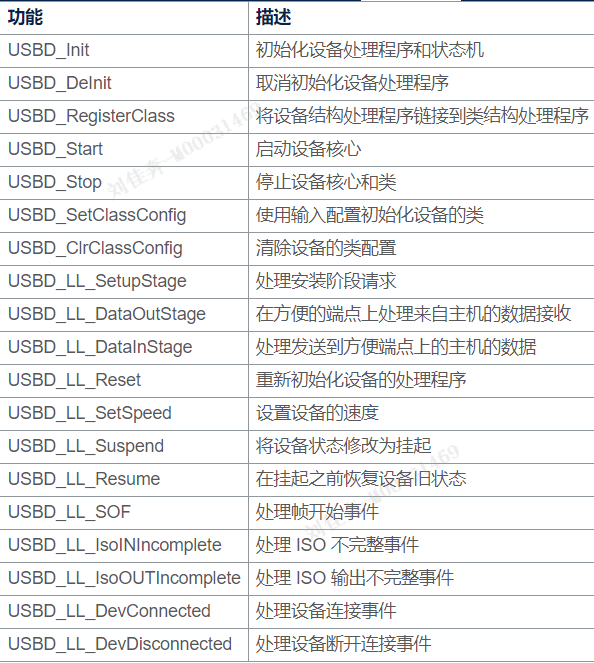 功能 描述
USBD_Init 初始化设备处理程序和状态机
USBD_DeInit 取消初始化设备处理程序
USBD_RegisterClass 将设备结构处理程序链接到类结构处理程序
USBD_Start 启动设备核心
USBD_Stop 停止设备核心和类
USBD_SetClassConfig 使用输入配置初始化设备的类
USBD_ClrClassConfig 清除设备的类配置
USBD_LL_SetupStage 处理安装阶段请求
USBD_LL_DataOutStage 在方便的端点上处理来自主机的数据接收
USBD_LL_DataInStage 处理发送到方便端点上的主机的数据
USBD_LL_Reset 重新初始化设备的处理程序
USBD_LL_SetSpeed 设置设备的速度
USBD_LL_Suspend 将设备状态修改为挂起
USBD_LL_Resume 在挂起之前恢复设备旧状态
USBD_LL_SOF 处理帧开始事件
USBD_LL_IsoINIncomplete 处理 ISO 不完整事件
USBD_LL_IsoOUTIncomplete 处理 ISO 输出不完整事件
USBD_LL_DevConnected 处理设备连接事件
USBD_LL_DevDisconnected 处理设备断开连接事件
刘佳奔-W00031469